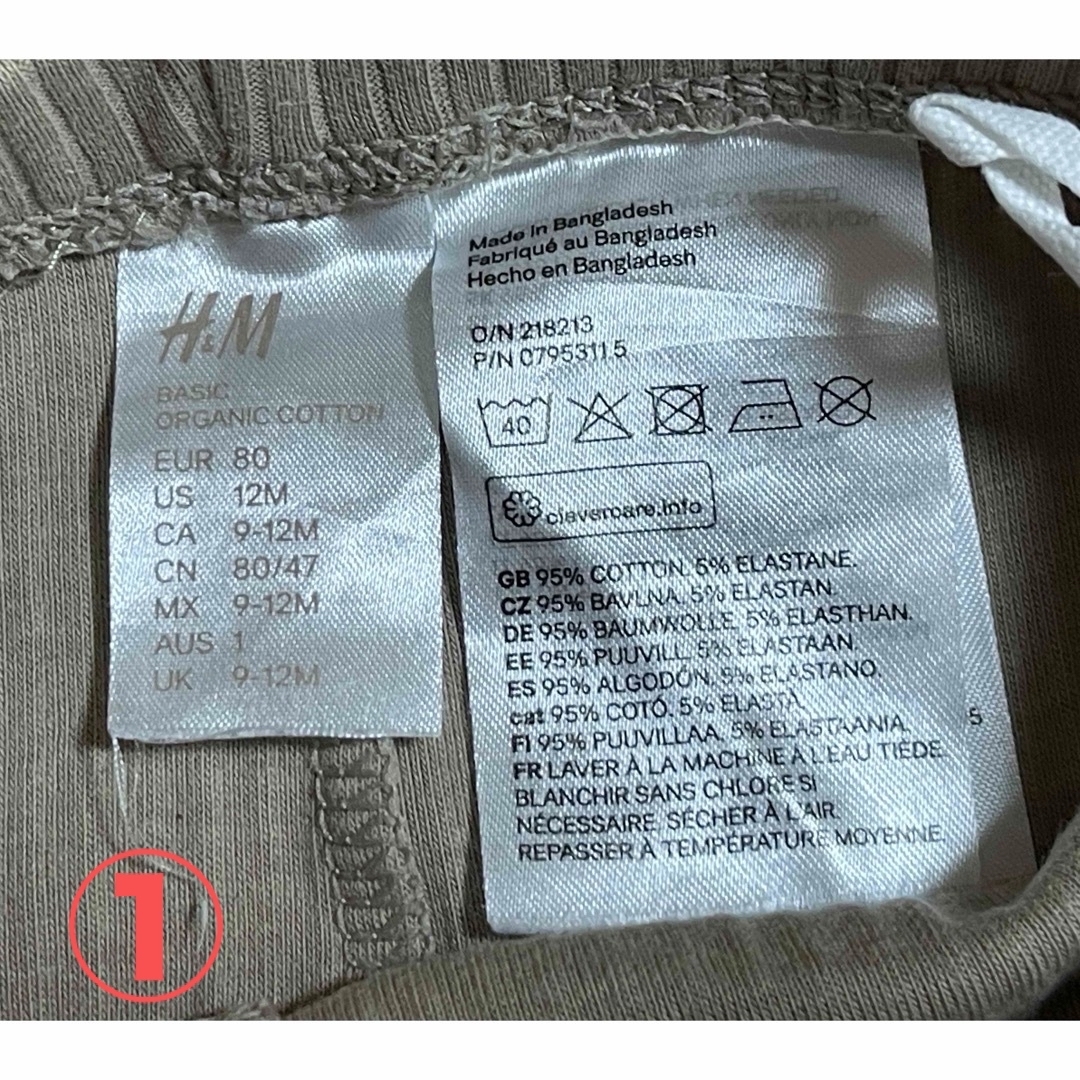 H&M
BASIC
ORGANIC COTTON
EUR 80
US 12M
CA 9-12M
CN 80/47
MX 9-12M
AUS 1
UK 9-12M
Made in Bangladesh
Fabriqué au Bangladesh
Hecho en Bangladesh
O/N 218213
P/N 0795311.5
40
clevercare.info
GB 95% COTTON. 5% ELASTANE.
CZ 95% BAVLNA. 5% ELASTAN.
DE 95% BAUMWOLLE. 5% ELASTHAN.
EE 95% PUUVILL. 5% ELASTAAN.
ES 95% ALGODÓN. 5% ELASTANO.
cat 95% COTÓ. 5% ELASTÀ.
FI 95% PUUVILLAA. 5% ELASTAANIA.
FR LAVER À LA MACHINE À L'EAU TIÈDE.
BLANCHIR SANS CHLORE SI
NÉCESSAIRE. SÉCHER À L'AIR.
REPASSER À TEMPÉRATURE MOYENNE.
5
①